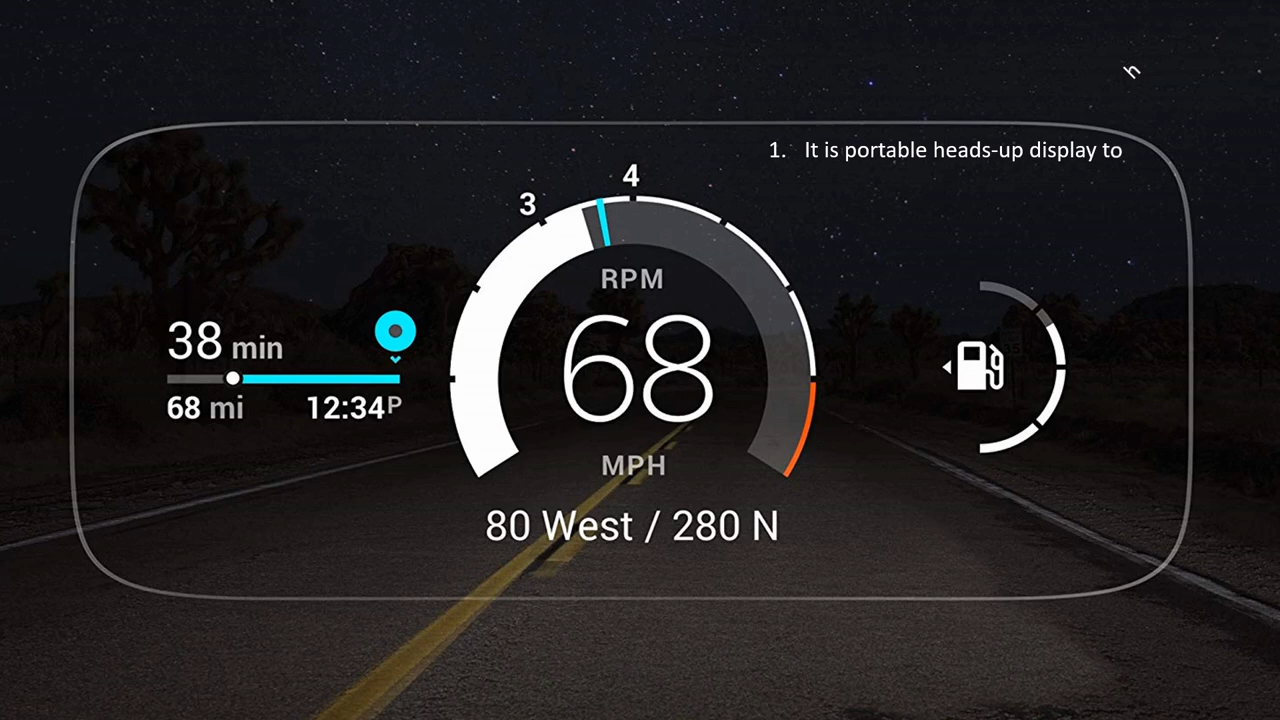 h
1. It is portable heads-up display to
4
3
RPM
38 min
68
68 mi
12:34P
MPH
80 West / 280 N